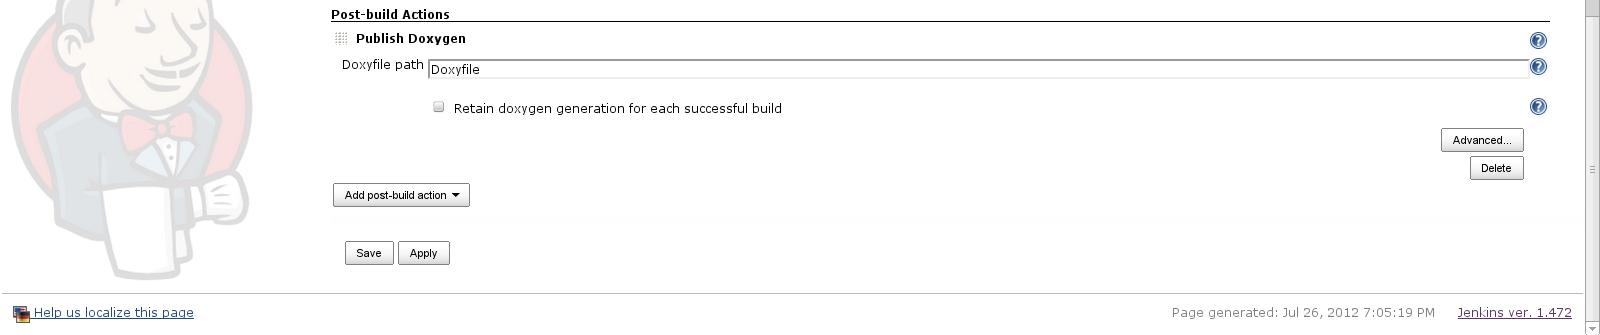 Post-build Actions
Publish Doxygen
Doxyfile path Doxyfile
Retain doxygen generation for each successful build
Advanced...
Delete
Add post-build action
Save Apply
Help us localize this page Page generated: Jul 26, 2012 7:05:19 PM Jenkins ver. 1.472